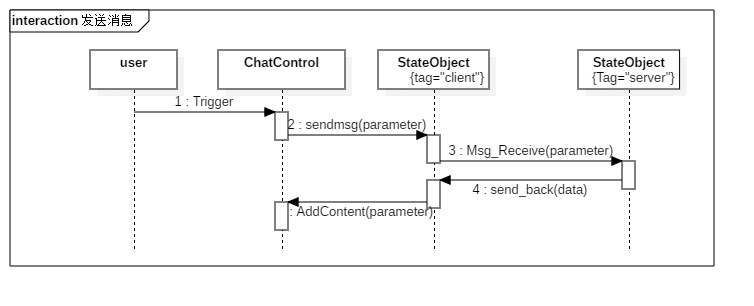 interaction 发送消息
user
ChatControl
StateObject
{tag="client"}
StateObject
{Tag="server"}
1 : Trigger
2 : sendmsg(parameter)
3 : Msg_Receive(parameter)
4 : send_back(data)
: AddContent(parameter)